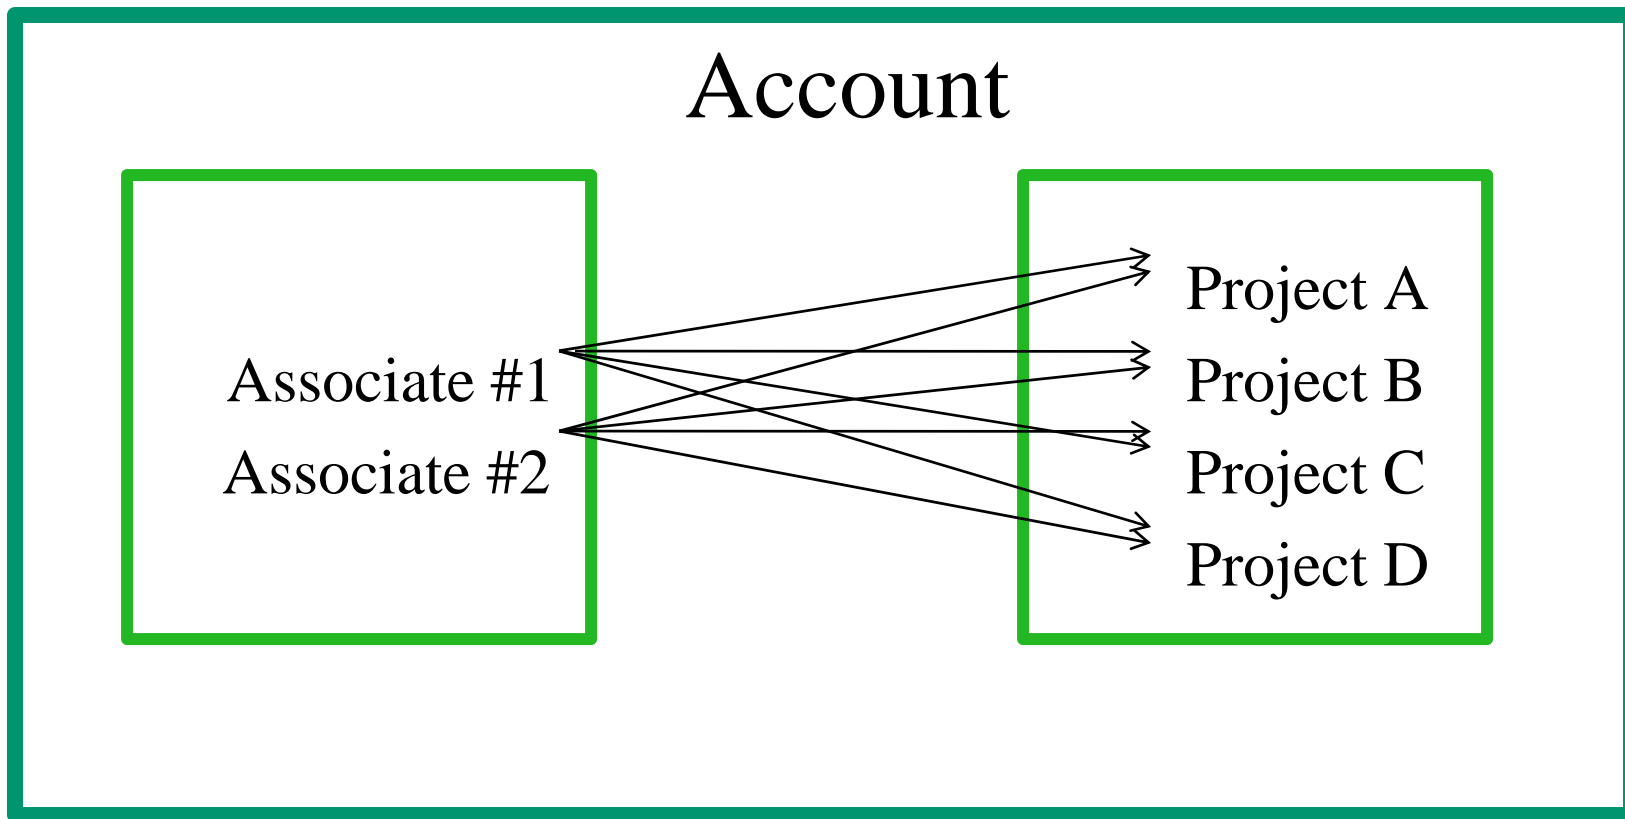 Account
Associate #1
Associate #2
Project A
Project B
Project C
Project D